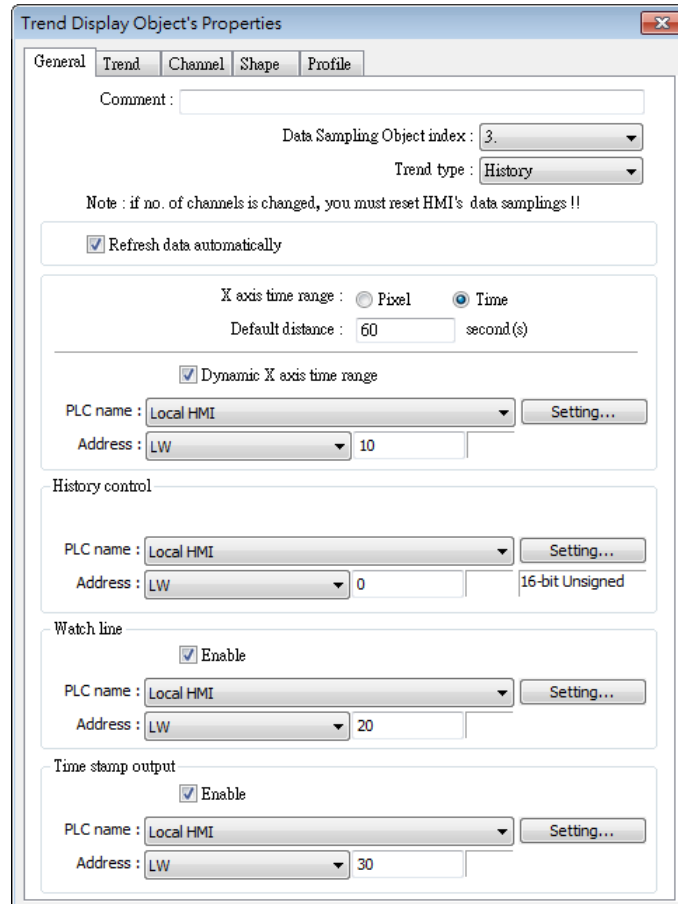 Trend Display Object's Properties
General Trend Channel Shape Profile
Comment :
Data Sampling Object index : 3.
Trend type : History
Note : if no. of channels is changed, you must reset HMI's data samplings !!
Refresh data automatically
X axis time range : Pixel Time
Default distance : 60 second(s)
Dynamic X axis time range
PLC name : Local HMI Setting...
Address : LW 10
History control
PLC name : Local HMI Setting...
Address : LW 0 16-bit Unsigned
Watch line
Enable
PLC name : Local HMI Setting...
Address : LW 20
Time stamp output
Enable
PLC name : Local HMI Setting...
Address : LW 30